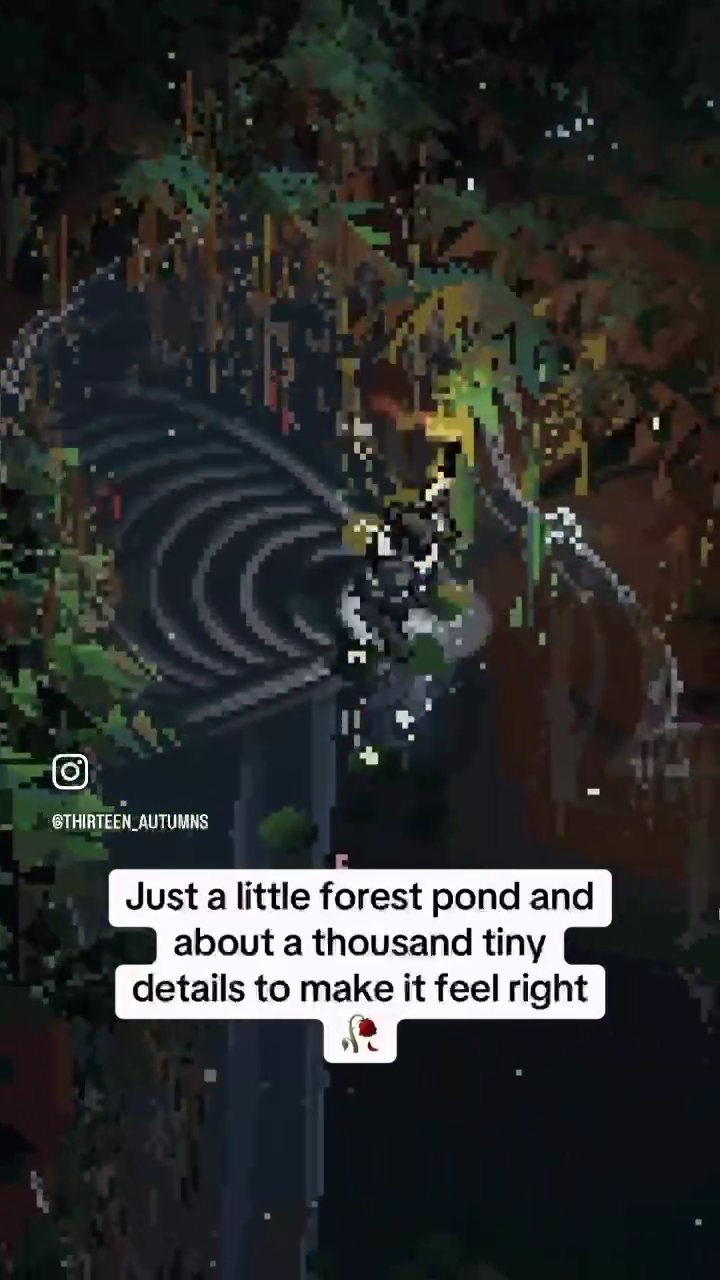 @THIRTEEN_AUTUMNS
F
Just a little forest pond and
about a thousand tiny
details to make it feel right
🥀